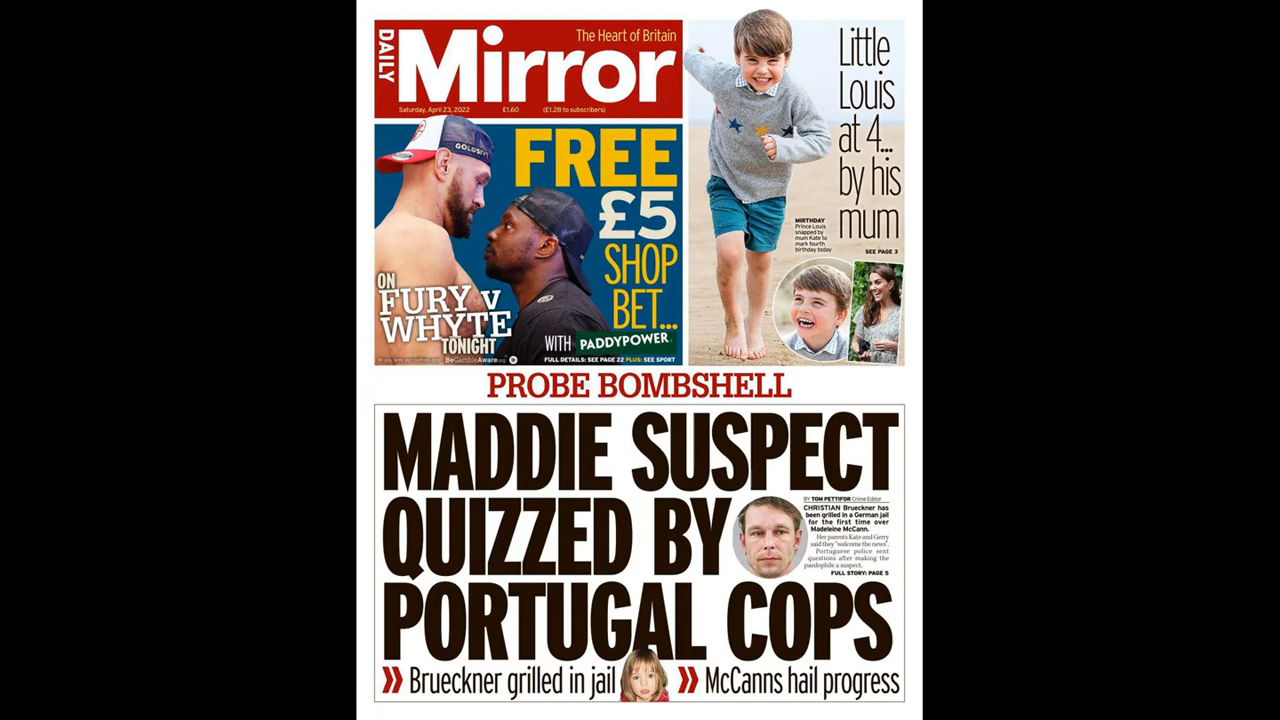 DAILY
Mirror
The Heart of Britain
Saturday, April 23, 2022 £1.60 (£1.28 to subscribers)
Little
Louis
at 4...
by his
mum
MIRTHDAY
Prince Louis
snapped by
mum Kate to
mark fourth
birthday today
SEE PAGE 3
FREE
£5
SHOP
BET...
WITH PADDYPOWER
ON
FURY v
WHYTE
TONIGHT
BeGambleAware.org
FULL DETAILS: SEE PAGE 22 PLUS: SEE SPORT
PROBE BOMBSHELL
MADDIE SUSPECT
QUIZZED BY
PORTUGAL COPS
BY TOM PETTIFOR Crime Editor
CHRISTIAN Brueckner has
been grilled in a German jail
for the first time over
Madeleine McCann.
Her parents Kate and Gerry
said they "welcome the news".
Portuguese police sent
questions after making the
paedophile a suspect.
FULL STORY: PAGE 5
» Brueckner grilled in jail
» McCanns hail progress